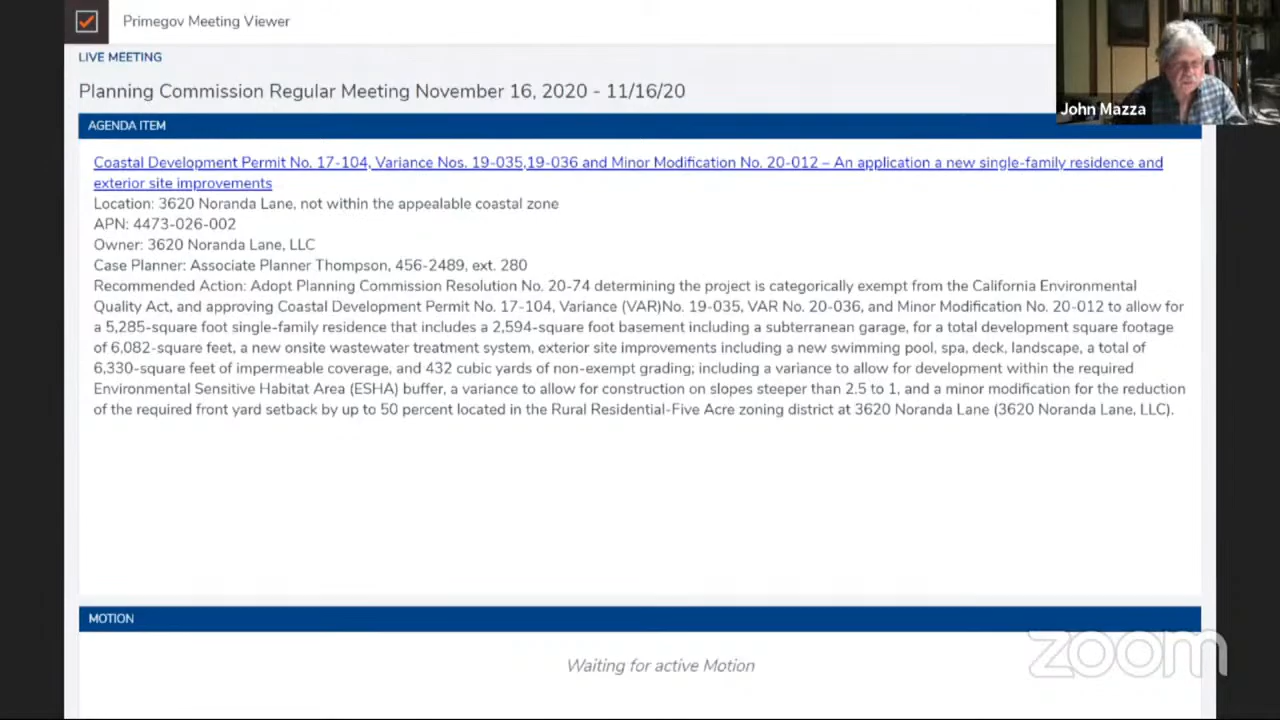 Primegov Meeting Viewer
LIVE MEETING
Planning Commission Regular Meeting November 16, 2020 - 11/16/20
John Mazza
AGENDA ITEM
Coastal Development Permit No. 17-104, Variance Nos. 19-035,19-036 and Minor Modification No. 20-012 – An application a new single-family residence and
exterior site improvements
Location: 3620 Noranda Lane, not within the appealable coastal zone
APN: 4473-026-002
Owner: 3620 Noranda Lane, LLC
Case Planner: Associate Planner Thompson, 456-2489, ext. 280
Recommended Action: Adopt Planning Commission Resolution No. 20-74 determining the project is categorically exempt from the California Environmental
Quality Act, and approving Coastal Development Permit No. 17-104, Variance (VAR)No. 19-035, VAR No. 20-036, and Minor Modification No. 20-012 to allow for
a 5,285-square foot single-family residence that includes a 2,594-square foot basement including a subterranean garage, for a total development square footage
of 6,082-square feet, a new onsite wastewater treatment system, exterior site improvements including a new swimming pool, spa, deck, landscape, a total of
6,330-square feet of impermeable coverage, and 432 cubic yards of non-exempt grading; including a variance to allow for development within the required
Environmental Sensitive Habitat Area (ESHA) buffer, a variance to allow for construction on slopes steeper than 2.5 to 1, and a minor modification for the reduction
of the required front yard setback by up to 50 percent located in the Rural Residential-Five Acre zoning district at 3620 Noranda Lane (3620 Noranda Lane, LLC).
MOTION
Waiting for active Motion
zoom